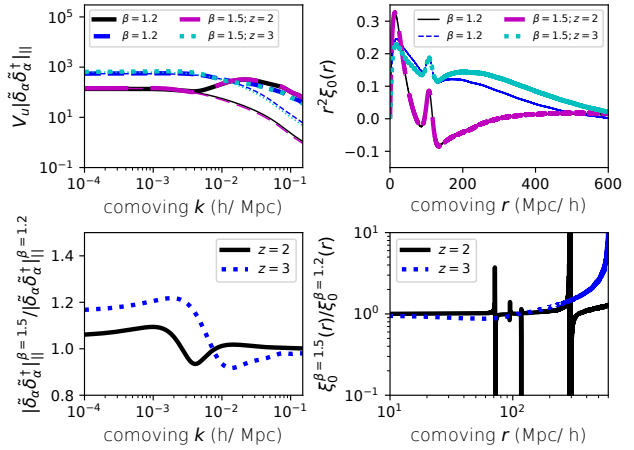 β = 1.2 β = 1.5; z = 2
β = 1.2 β = 1.5; z = 3
10^5
10^3
10^1
10^-1
V_u|δ̃_α δ̃_α^†|_||
10^-4 10^-3 10^-2 10^-1
comoving k (h/ Mpc)
β = 1.2 β = 1.5; z = 2
β = 1.2 β = 1.5; z = 3
0.3
0.2
0.1
0.0
−0.1
r^2ξ_0(r)
0 200 400 600
comoving r (Mpc/ h)
z = 2
z = 3
1.4
1.2
1.0
0.8
|δ̃_α δ̃_α^†|_||^{β=1.5}/|δ̃_α δ̃_α^†|_||^{β=1.2}
10^-4 10^-3 10^-2 10^-1
comoving k (h/ Mpc)
z = 2
z = 3
10^1
10^0
10^-1
ξ_0^{β=1.5}(r)/ξ_0^{β=1.2}(r)
10^1 10^2
comoving r (Mpc/ h)